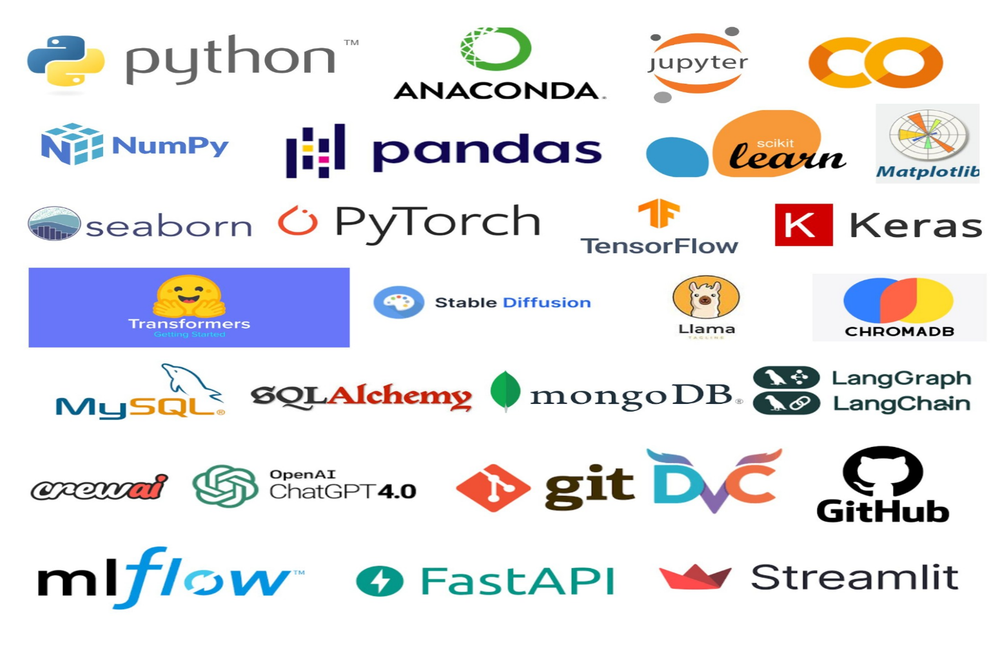 python ™
ANACONDA®
jupyter
NumPy
pandas
scikit
learn
Matplotlib
seaborn
PyTorch
TensorFlow
K Keras
Transformers
Getting Started
Stable Diffusion
Llama
TAGLINE
CHROMADB
MySQL®
SQLAlchemy
mongoDB®
LangGraph
LangChain
crewai
OpenAI
ChatGPT4.0
git
DVC
GitHub
mlflow™
FastAPI
Streamlit